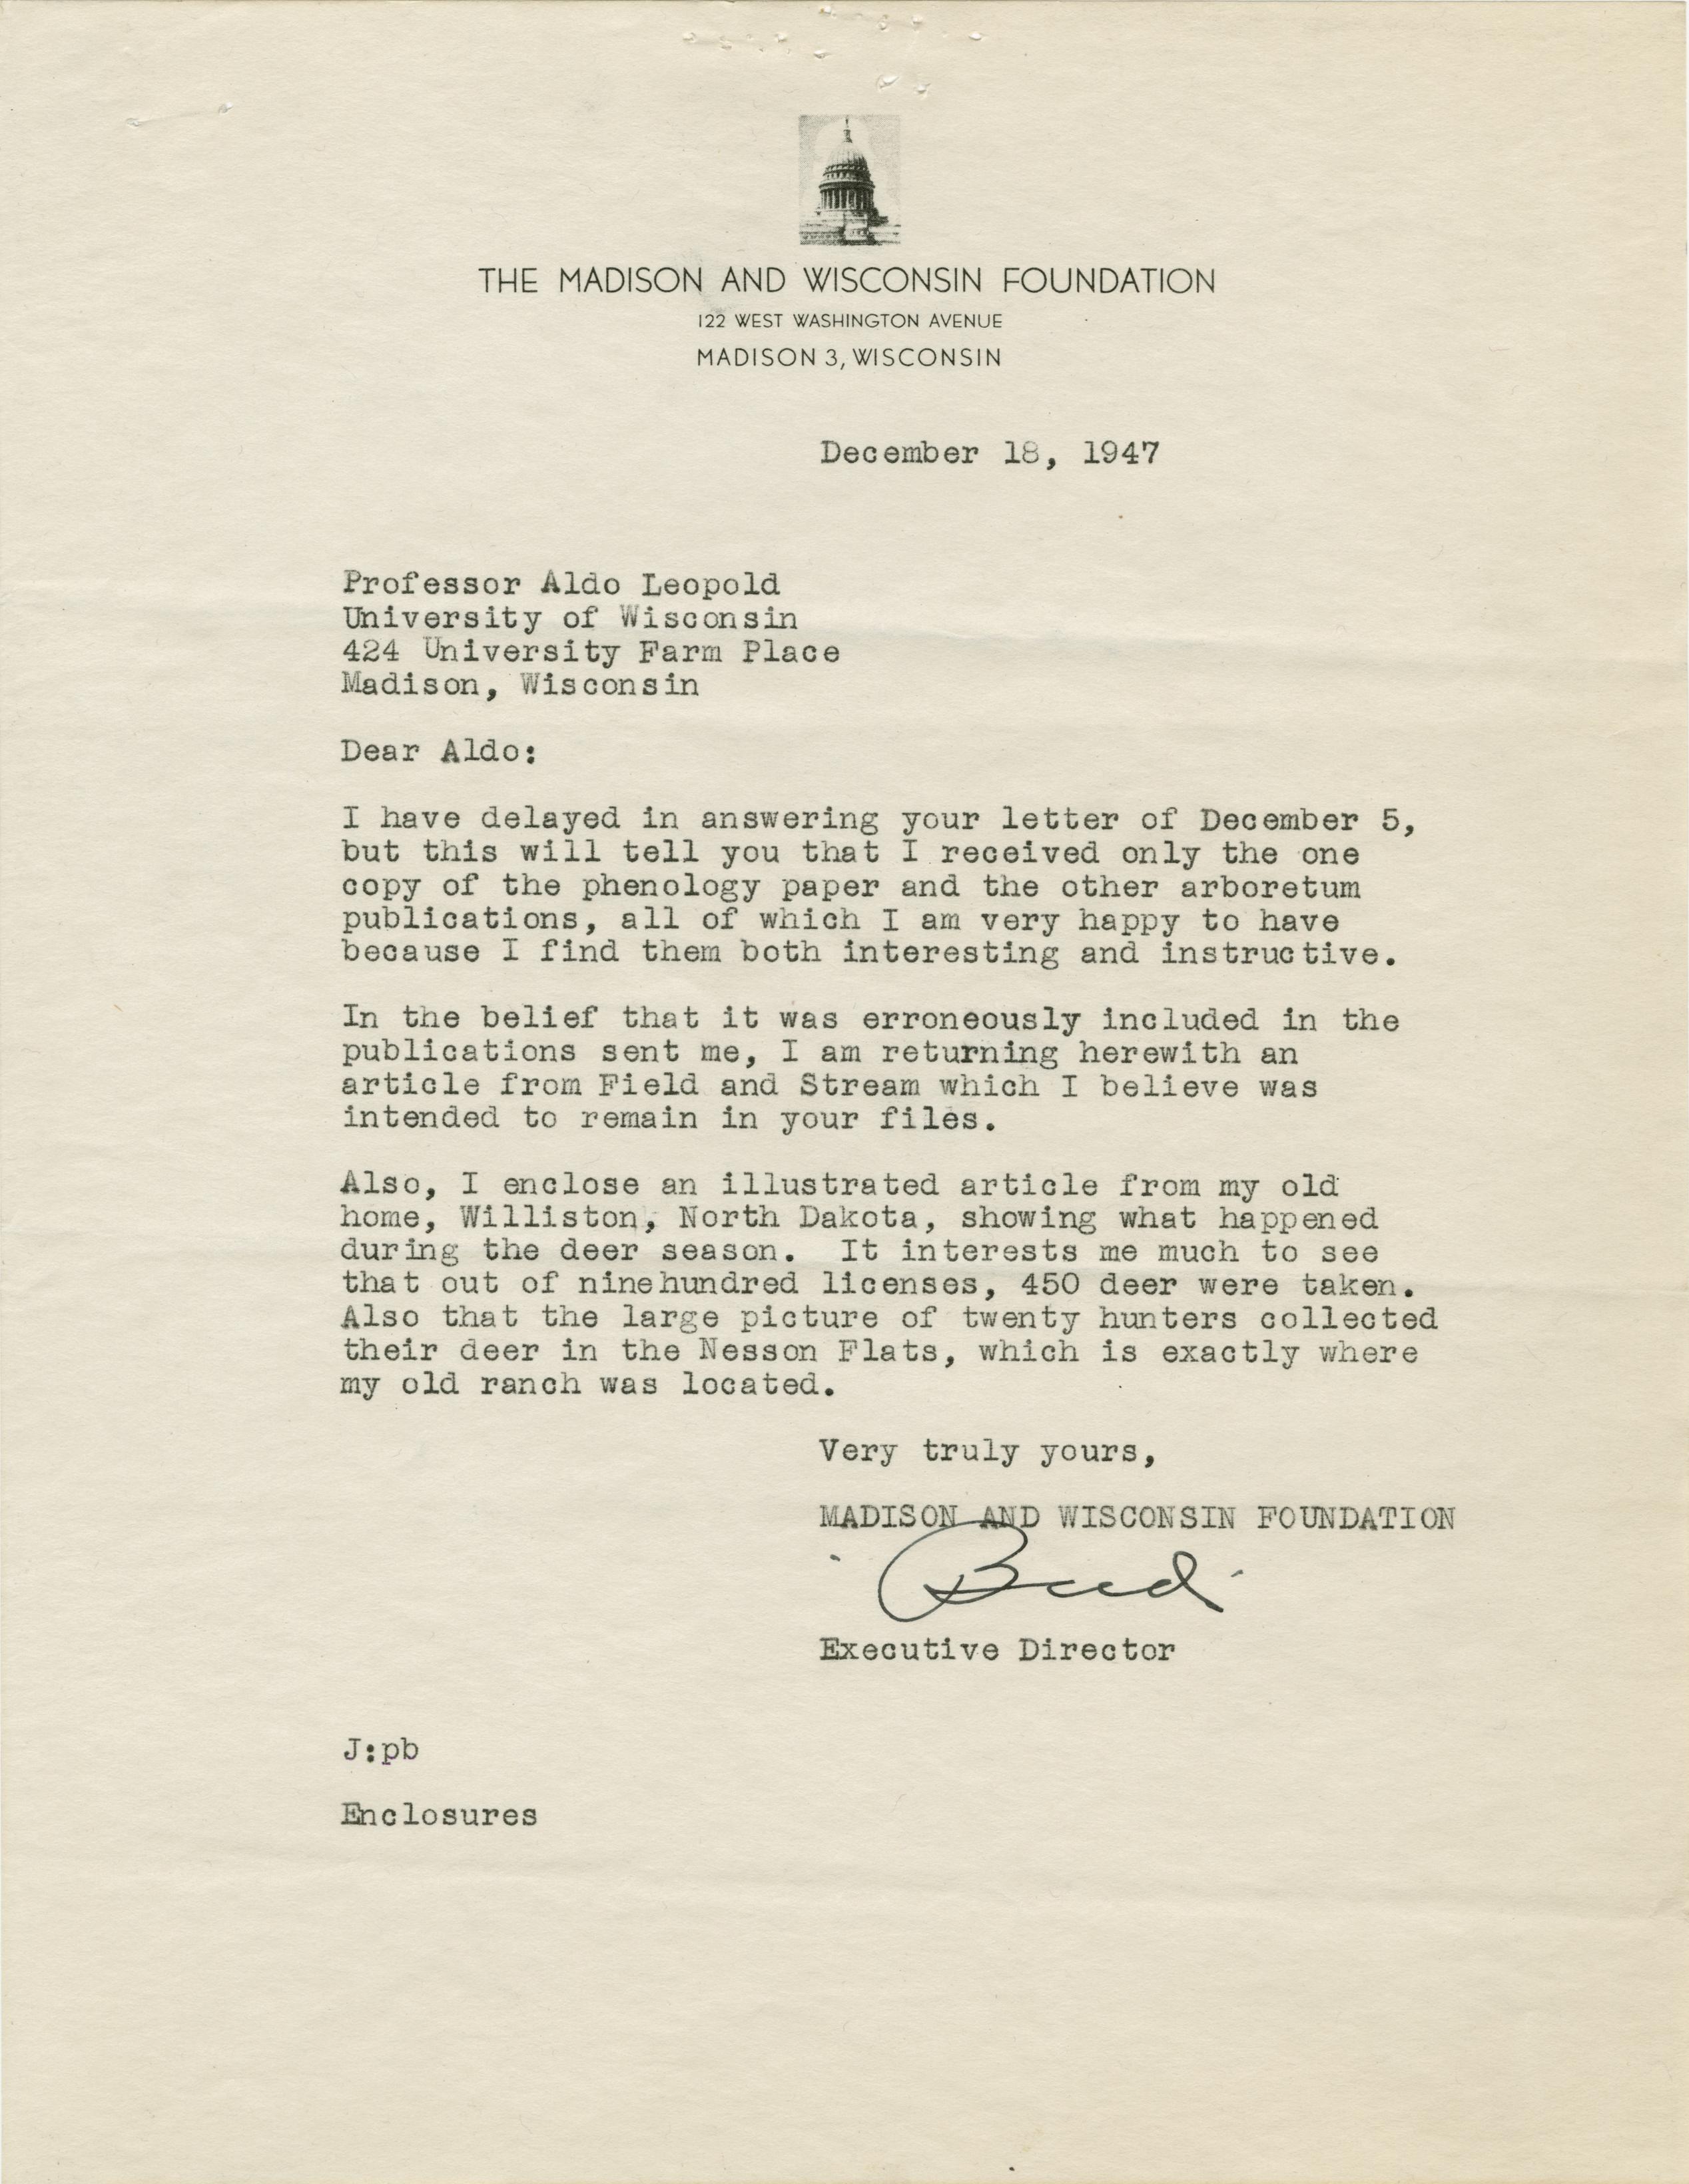 THE MADISON AND WISCONSIN FOUNDATION
122 WEST WASHINGTON AVENUE
MADISON 3, WISCONSIN
December 18, 1947
Professor Aldo Leopold
University of Wisconsin
424 University Farm Place
Madison, Wisconsin
Dear Aldo:
I have delayed in answering your letter of December 5,
but this will tell you that I received only the one
copy of the phenology paper and the other arboretum
publications, all of which I am very happy to have
because I find them both interesting and instructive.
In the belief that it was erroneously included in the
publications sent me, I am returning herewith an
article from Field and Stream which I believe was
intended to remain in your files.
Also, I enclose an illustrated article from my old
home, Williston, North Dakota, showing what happened
during the deer season. It interests me much to see
that out of ninehundred licenses, 450 deer were taken.
Also that the large picture of twenty hunters collected
their deer in the Nesson Flats, which is exactly where
my old ranch was located.
Very truly yours,
MADISON AND WISCONSIN FOUNDATION
Bud
Executive Director
J:pb
Enclosures